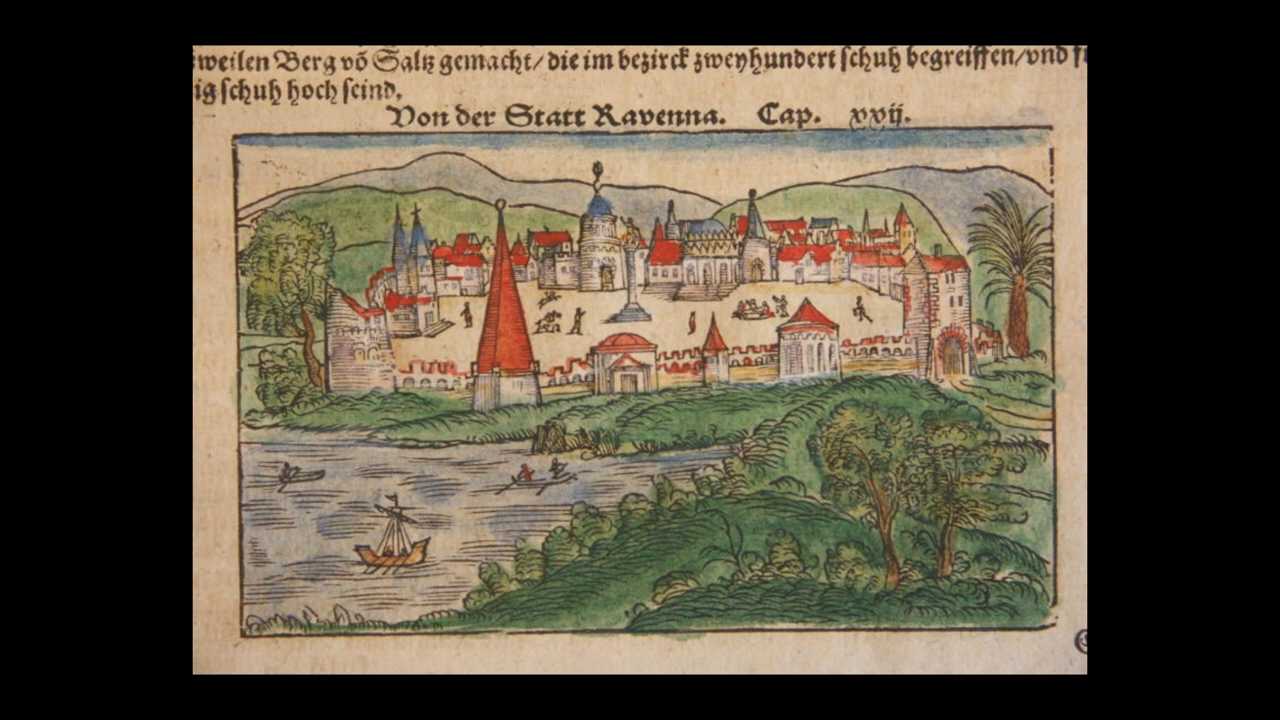 weilen Berg võ Saltz gemacht/ die im bezirck zweyhundert schuh begreiffen/ vnd
ig schuh hoch seind.
Von der Statt Ravenna. Cap. xxvij.